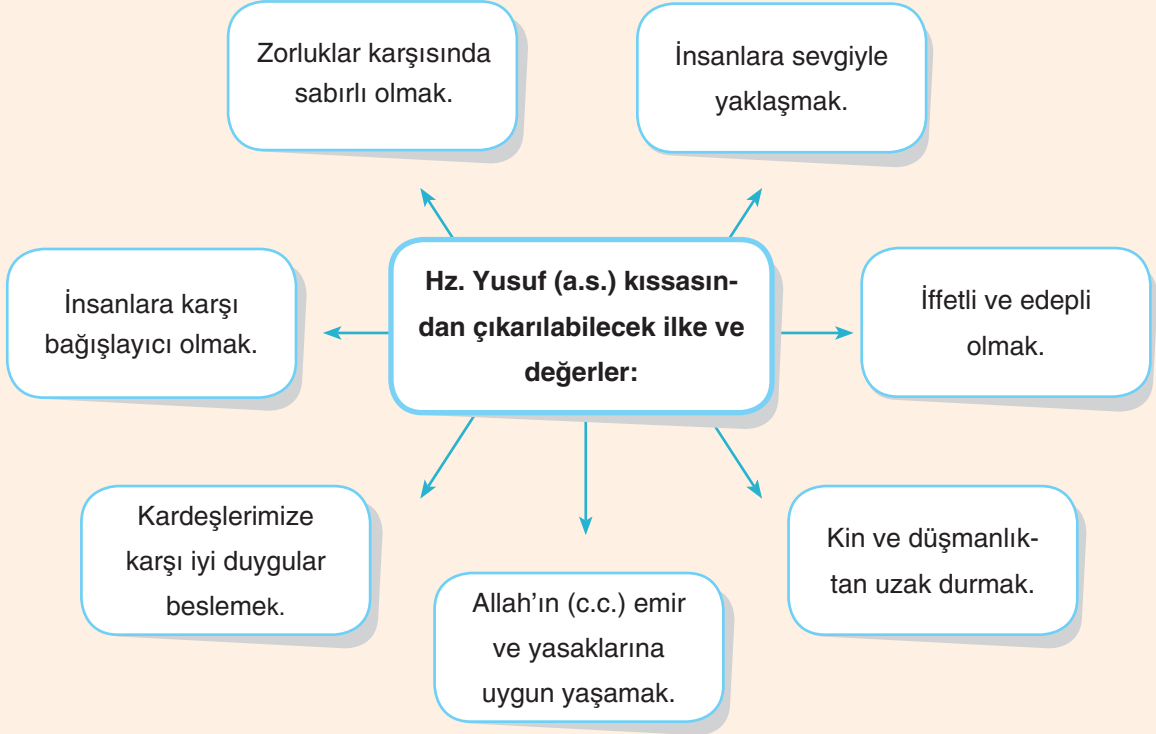 Zorluklar karşısında
sabırlı olmak.
İnsanlara sevgiyle
yaklaşmak.
İnsanlara karşı
bağışlayıcı olmak.
Hz. Yusuf (a.s.) kıssasın-
dan çıkarılabilecek ilke ve
değerler:
İffetli ve edepli
olmak.
Kardeşlerimize
karşı iyi duygular
beslemek.
Allah’ın (c.c.) emir
ve yasaklarına
uygun yaşamak.
Kin ve düşmanlık-
tan uzak durmak.